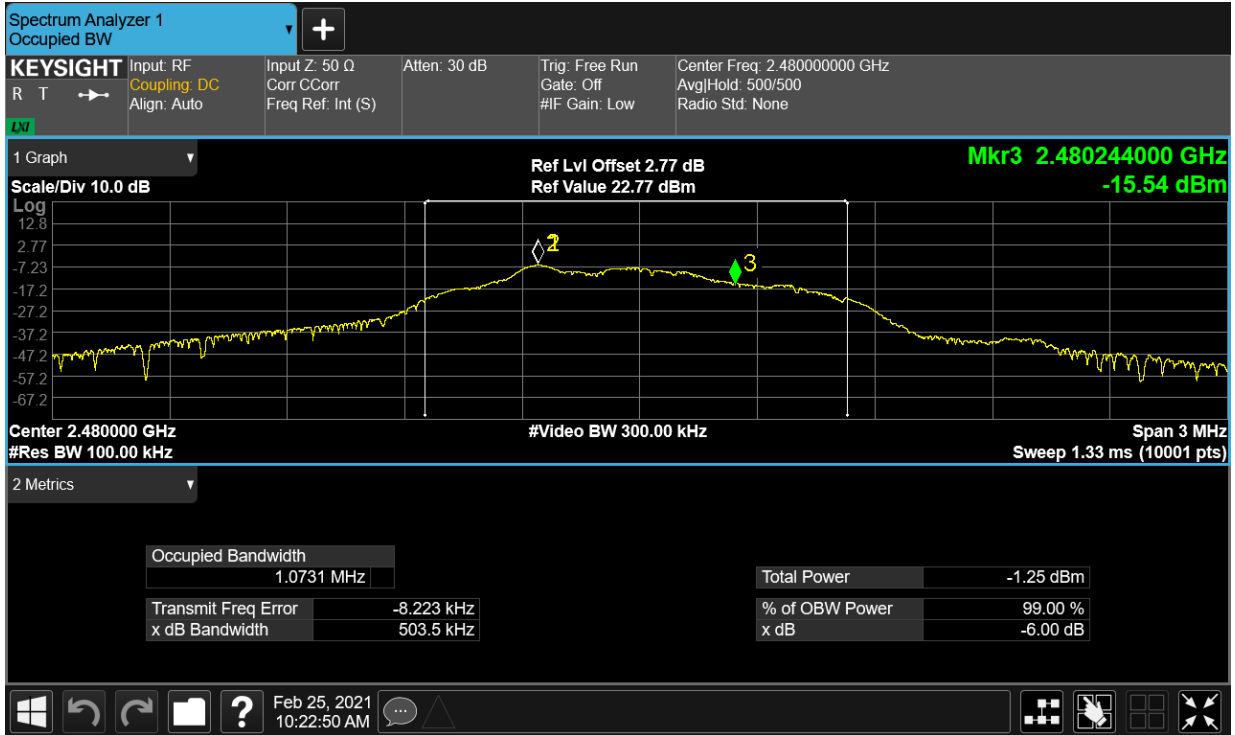 Spectrum Analyzer 1
Occupied BW
▼
+
KEYSIGHT
R T
LXI
Input: RF
Coupling: DC
Align: Auto
Input Z: 50 Ω
Corr CCorr
Freq Ref: Int (S)
Atten: 30 dB
Trig: Free Run
Gate: Off
#IF Gain: Low
Center Freq: 2.480000000 GHz
Avg|Hold: 500/500
Radio Std: None
1 Graph ▼
Scale/Div 10.0 dB
Ref Lvl Offset 2.77 dB
Ref Value 22.77 dBm
Mkr3 2.480244000 GHz
-15.54 dBm
Log
12.8
2.77
-7.23
-17.2
-27.2
-37.2
-47.2
-57.2
-67.2
2
3
Center 2.480000 GHz
#Video BW 300.00 kHz
Span 3 MHz
#Res BW 100.00 kHz
Sweep 1.33 ms (10001 pts)
2 Metrics ▼
Occupied Bandwidth
1.0731 MHz
Total Power -1.25 dBm
Transmit Freq Error -8.223 kHz
% of OBW Power 99.00 %
x dB Bandwidth 503.5 kHz
x dB -6.00 dB
?
Feb 25, 2021
10:22:50 AM